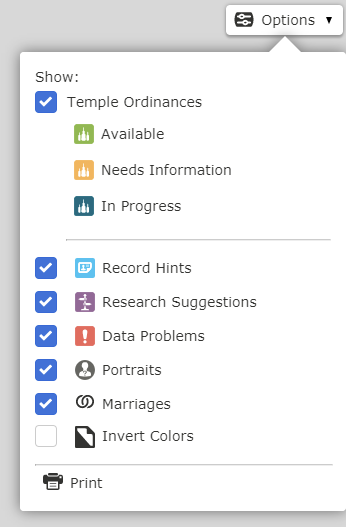 Options ▼
Show:
Temple Ordinances
Available
Needs Information
In Progress
Record Hints
Research Suggestions
Data Problems
Portraits
Marriages
Invert Colors
Print